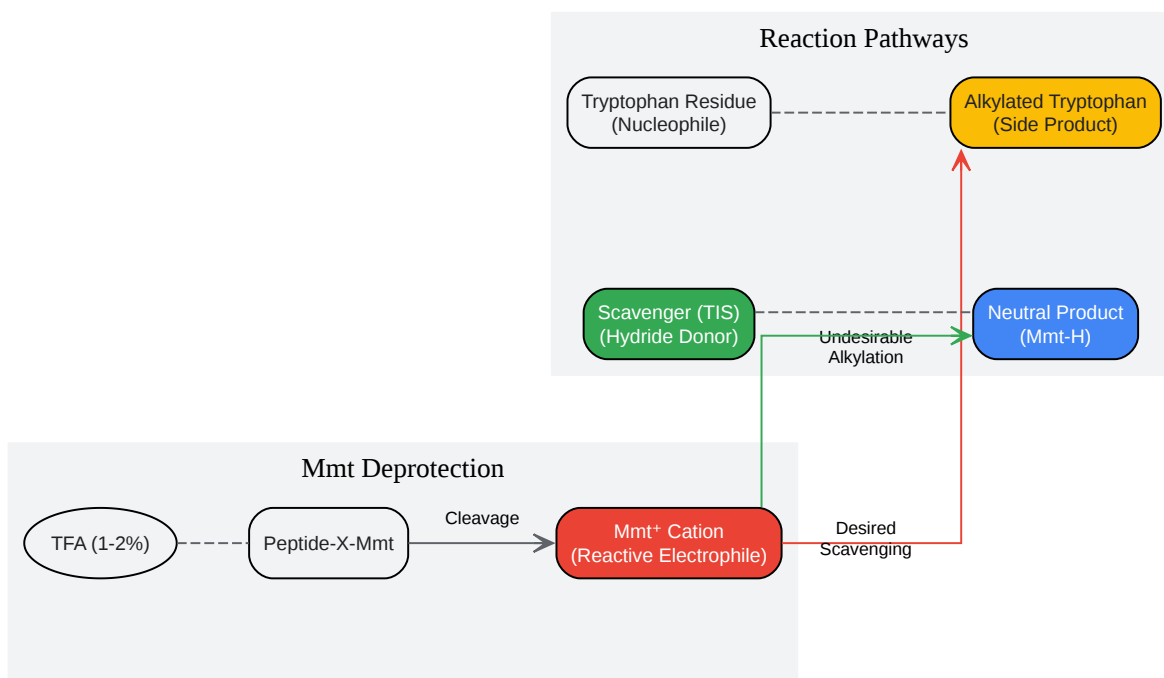 Reaction Pathways
Tryptophan Residue
(Nucleophile)
Alkylated Tryptophan
(Side Product)
Scavenger (TIS)
(Hydride Donor)
Undesirable
Alkylation
Neutral Product
(Mmt-H)
Mmt Deprotection
TFA (1-2%)
Peptide-X-Mmt
Cleavage
Mmt⁺ Cation
(Reactive Electrophile)
Desired
Scavenging